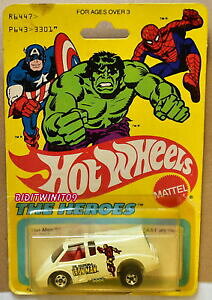 FOR AGES OVER 3
R6447>
P643>3301"
HOT WHEELS
MATTEL
DIDITWINIT09
THE HEROES